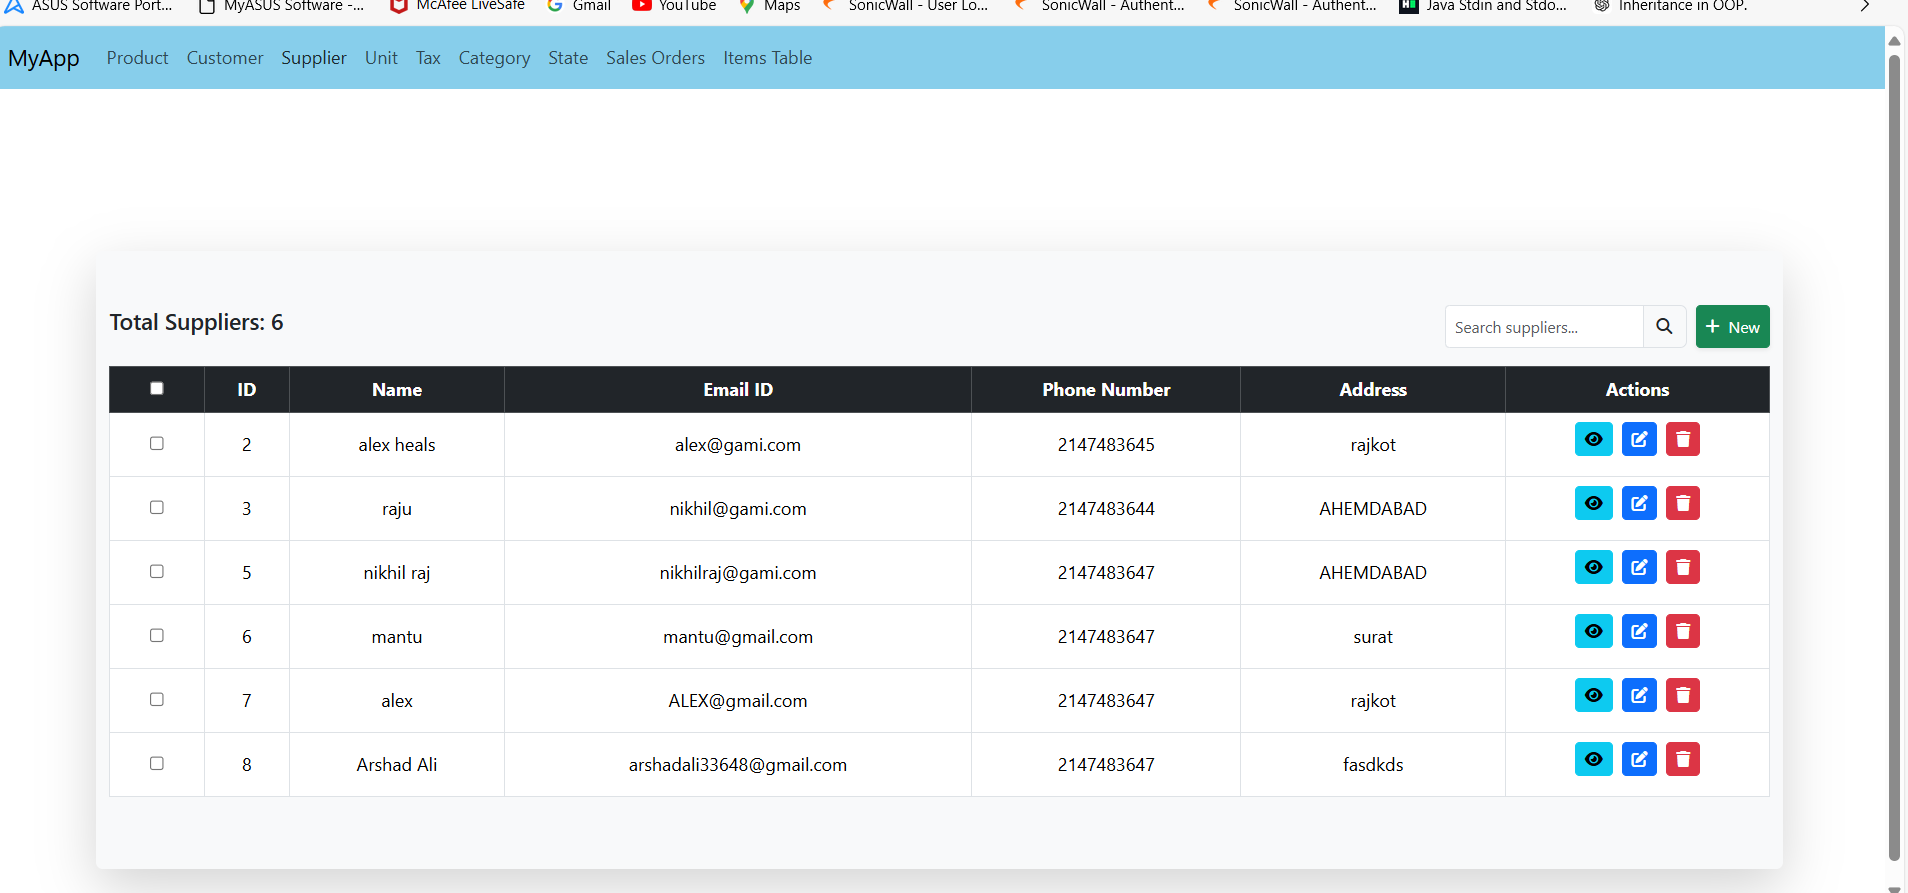 ASUS Software Port... MyASUS Software -... McAfee LiveSafe Gmail YouTube Maps SonicWall - User Lo... SonicWall - Authent... SonicWall - Authent... Java Stdin and Stdo... Inheritance in OOP.
MyApp Product Customer Supplier Unit Tax Category State Sales Orders Items Table
Total Suppliers: 6 Search suppliers... + New
ID Name Email ID Phone Number Address Actions
2 alex heals alex@gami.com 2147483645 rajkot
3 raju nikhil@gami.com 2147483644 AHEMDABAD
5 nikhil raj nikhilraj@gami.com 2147483647 AHEMDABAD
6 mantu mantu@gmail.com 2147483647 surat
7 alex ALEX@gmail.com 2147483647 rajkot
8 Arshad Ali arshadali33648@gmail.com 2147483647 fasdkds